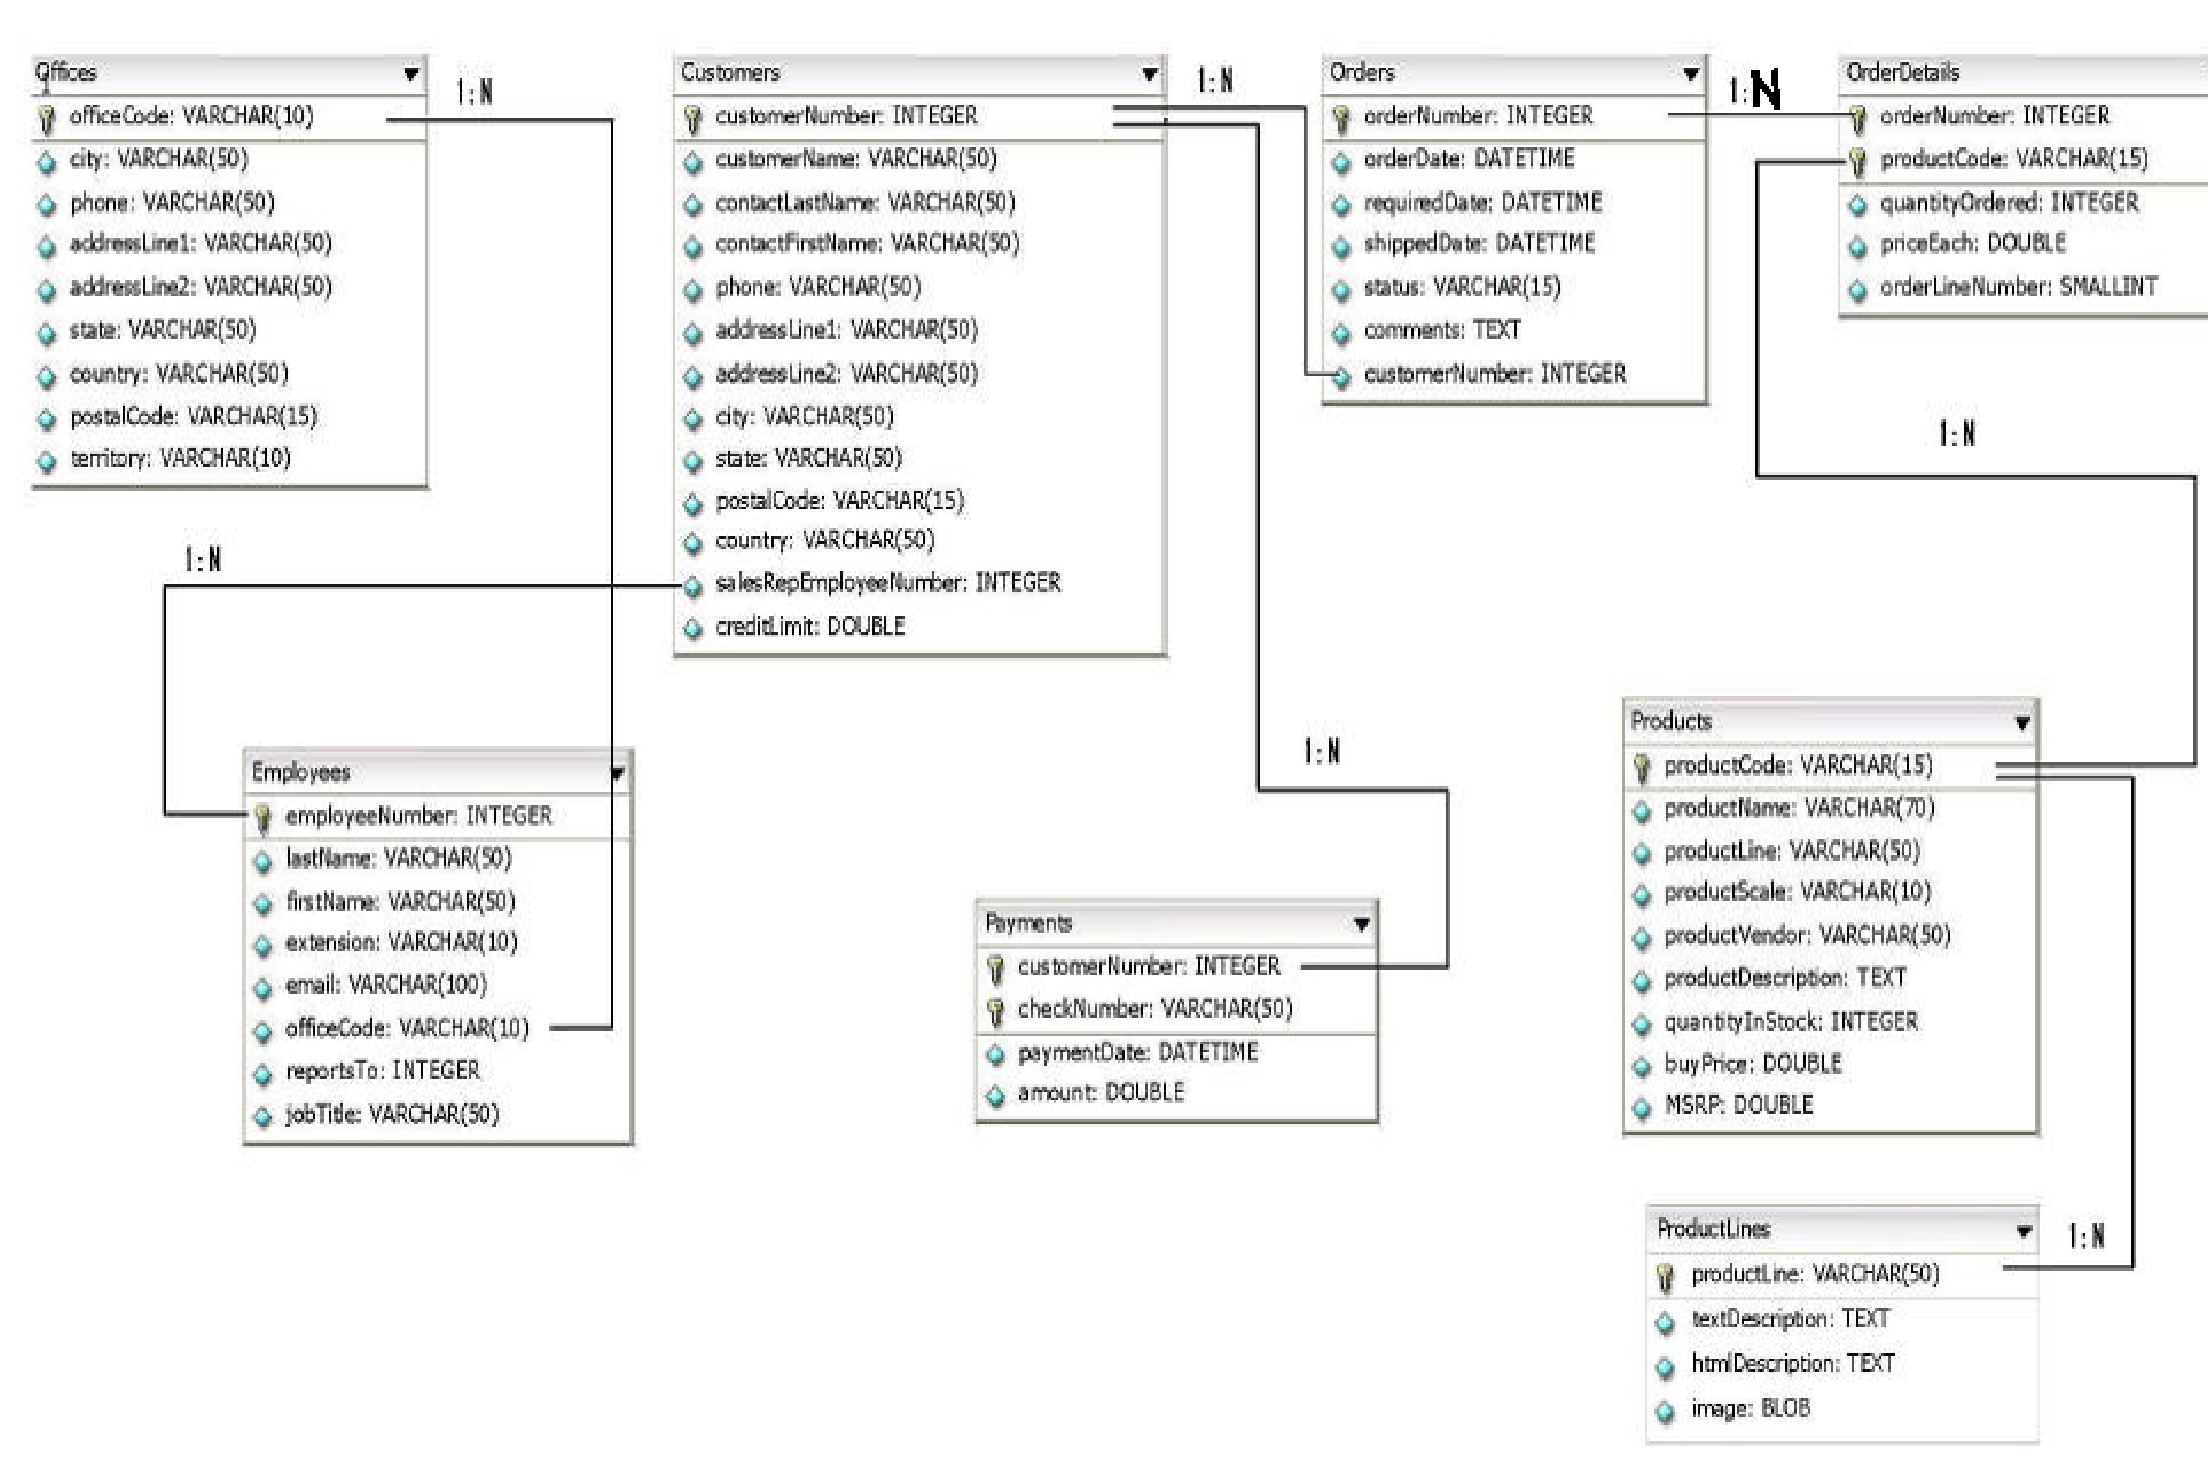 Offices
officeCode: VARCHAR(10)
city: VARCHAR(50)
phone: VARCHAR(50)
addressLine1: VARCHAR(50)
addressLine2: VARCHAR(50)
state: VARCHAR(50)
country: VARCHAR(50)
postalCode: VARCHAR(15)
territory: VARCHAR(10)
1:N
Customers
customerNumber: INTEGER
customerName: VARCHAR(50)
contactLastName: VARCHAR(50)
contactFirstName: VARCHAR(50)
phone: VARCHAR(50)
addressLine1: VARCHAR(50)
addressLine2: VARCHAR(50)
city: VARCHAR(50)
state: VARCHAR(50)
postalCode: VARCHAR(15)
country: VARCHAR(50)
salesRepEmployeeNumber: INTEGER
creditLimit: DOUBLE
1:N
Orders
orderNumber: INTEGER
orderDate: DATETIME
requiredDate: DATETIME
shippedDate: DATETIME
status: VARCHAR(15)
comments: TEXT
customerNumber: INTEGER
1:N
OrderDetails
orderNumber: INTEGER
productCode: VARCHAR(15)
quantityOrdered: INTEGER
priceEach: DOUBLE
orderLineNumber: SMALLINT
1:N
1:N
Employees
employeeNumber: INTEGER
lastName: VARCHAR(50)
firstName: VARCHAR(50)
extension: VARCHAR(10)
email: VARCHAR(100)
officeCode: VARCHAR(10)
reportsTo: INTEGER
jobTitle: VARCHAR(50)
1:N
Payments
customerNumber: INTEGER
checkNumber: VARCHAR(50)
paymentDate: DATETIME
amount: DOUBLE
Products
productCode: VARCHAR(15)
productName: VARCHAR(70)
productLine: VARCHAR(50)
productScale: VARCHAR(10)
productVendor: VARCHAR(50)
productDescription: TEXT
quantityInStock: INTEGER
buyPrice: DOUBLE
MSRP: DOUBLE
ProductLines
productLine: VARCHAR(50)
textDescription: TEXT
htmlDescription: TEXT
image: BLOB
1:N